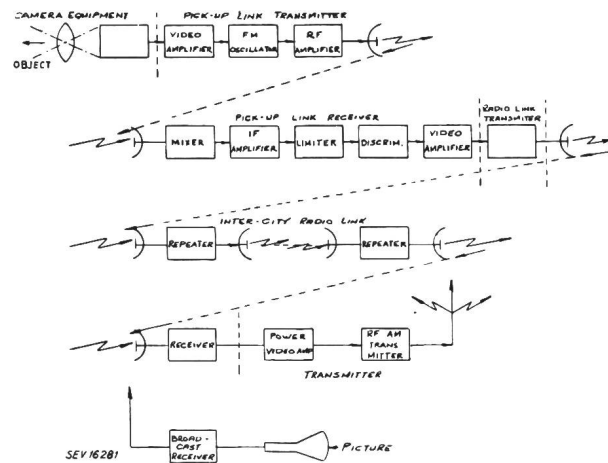 CAMERA EQUIPMENT
PICK-UP LINK TRANSMITTER
VIDEO
AMPLIFIER
FM
OSCILLATOR
RF
AMPLIFIER
OBJECT
PICK-UP LINK RECEIVER
RADIO LINK
TRANSMITER
MIXER
IF
AMPLIFIER
LIMITER
DISCRIM.
VIDEO
AMPLIFIER
INTER-CITY RADIO LINK
REPEATER
REPEATER
RECEIVER
POWER
VIDEO AMP
RF AM
TRANS
MITTER
TRANSMITTER
BROAD-
CAST
RECEIVER
PICTURE
SEV 16281